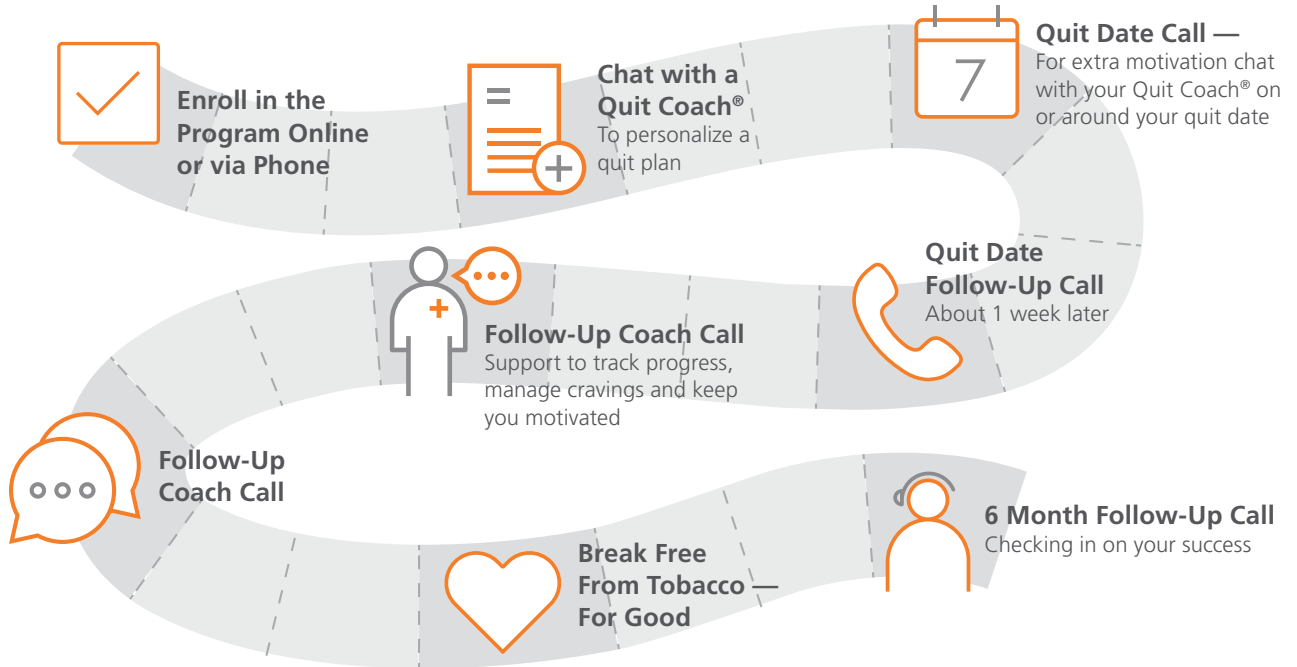 Enroll in the
Program Online
or via Phone
Chat with a
Quit Coach®
To personalize a
quit plan
7
Quit Date Call —
For extra motivation chat
with your Quit Coach® on
or around your quit date
Quit Date
Follow-Up Call
About 1 week later
Follow-Up Coach Call
Support to track progress,
manage cravings and keep
you motivated
Follow-Up
Coach Call
Break Free
From Tobacco —
For Good
6 Month Follow-Up Call
Checking in on your success